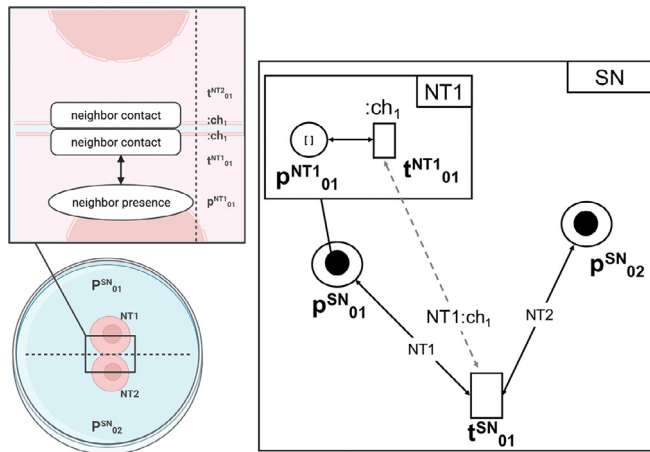 t^NT2_01
neighbor contact
:ch₁
neighbor contact
:ch₁
t^NT1_01
neighbor presence
p^NT1_01
P^SN_01
NT1
NT2
P^SN_02
SN
NT1
:ch₁
[]
p^NT1_01
t^NT1_01
p^SN_01
p^SN_02
NT1:ch₁
NT1
NT2
t^SN_01